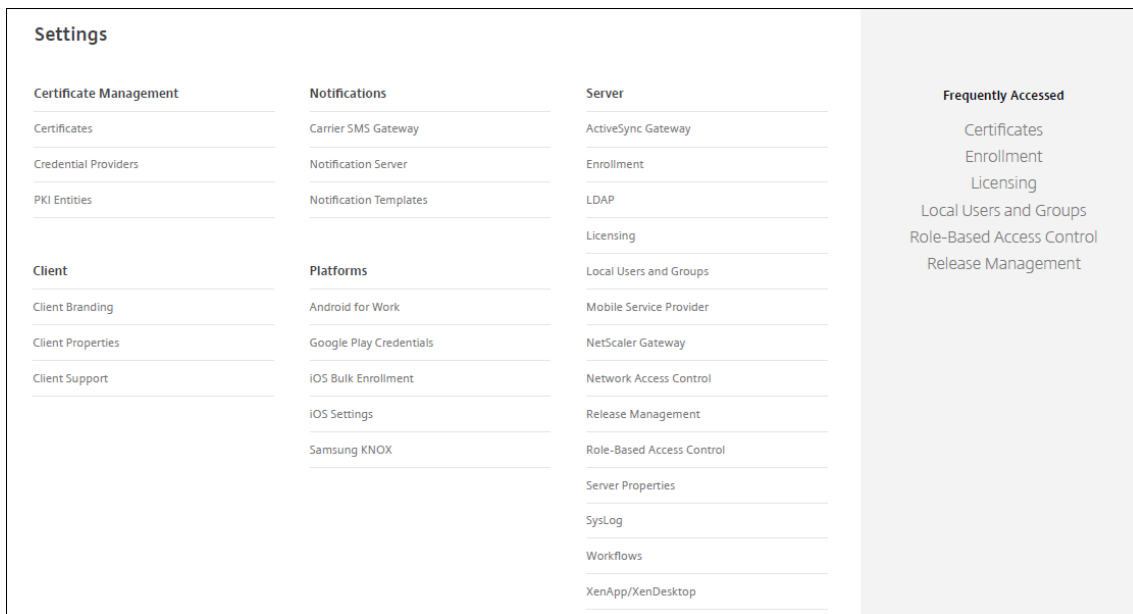 Settings
Certificate Management
Certificates
Credential Providers
PKI Entities
Client
Client Branding
Client Properties
Client Support
Notifications
Carrier SMS Gateway
Notification Server
Notification Templates
Platforms
Android for Work
Google Play Credentials
iOS Bulk Enrollment
iOS Settings
Samsung KNOX
Server
ActiveSync Gateway
Enrollment
LDAP
Licensing
Local Users and Groups
Mobile Service Provider
NetScaler Gateway
Network Access Control
Release Management
Role-Based Access Control
Server Properties
SysLog
Workflows
XenApp/XenDesktop
Frequently Accessed
Certificates
Enrollment
Licensing
Local Users and Groups
Role-Based Access Control
Release Management